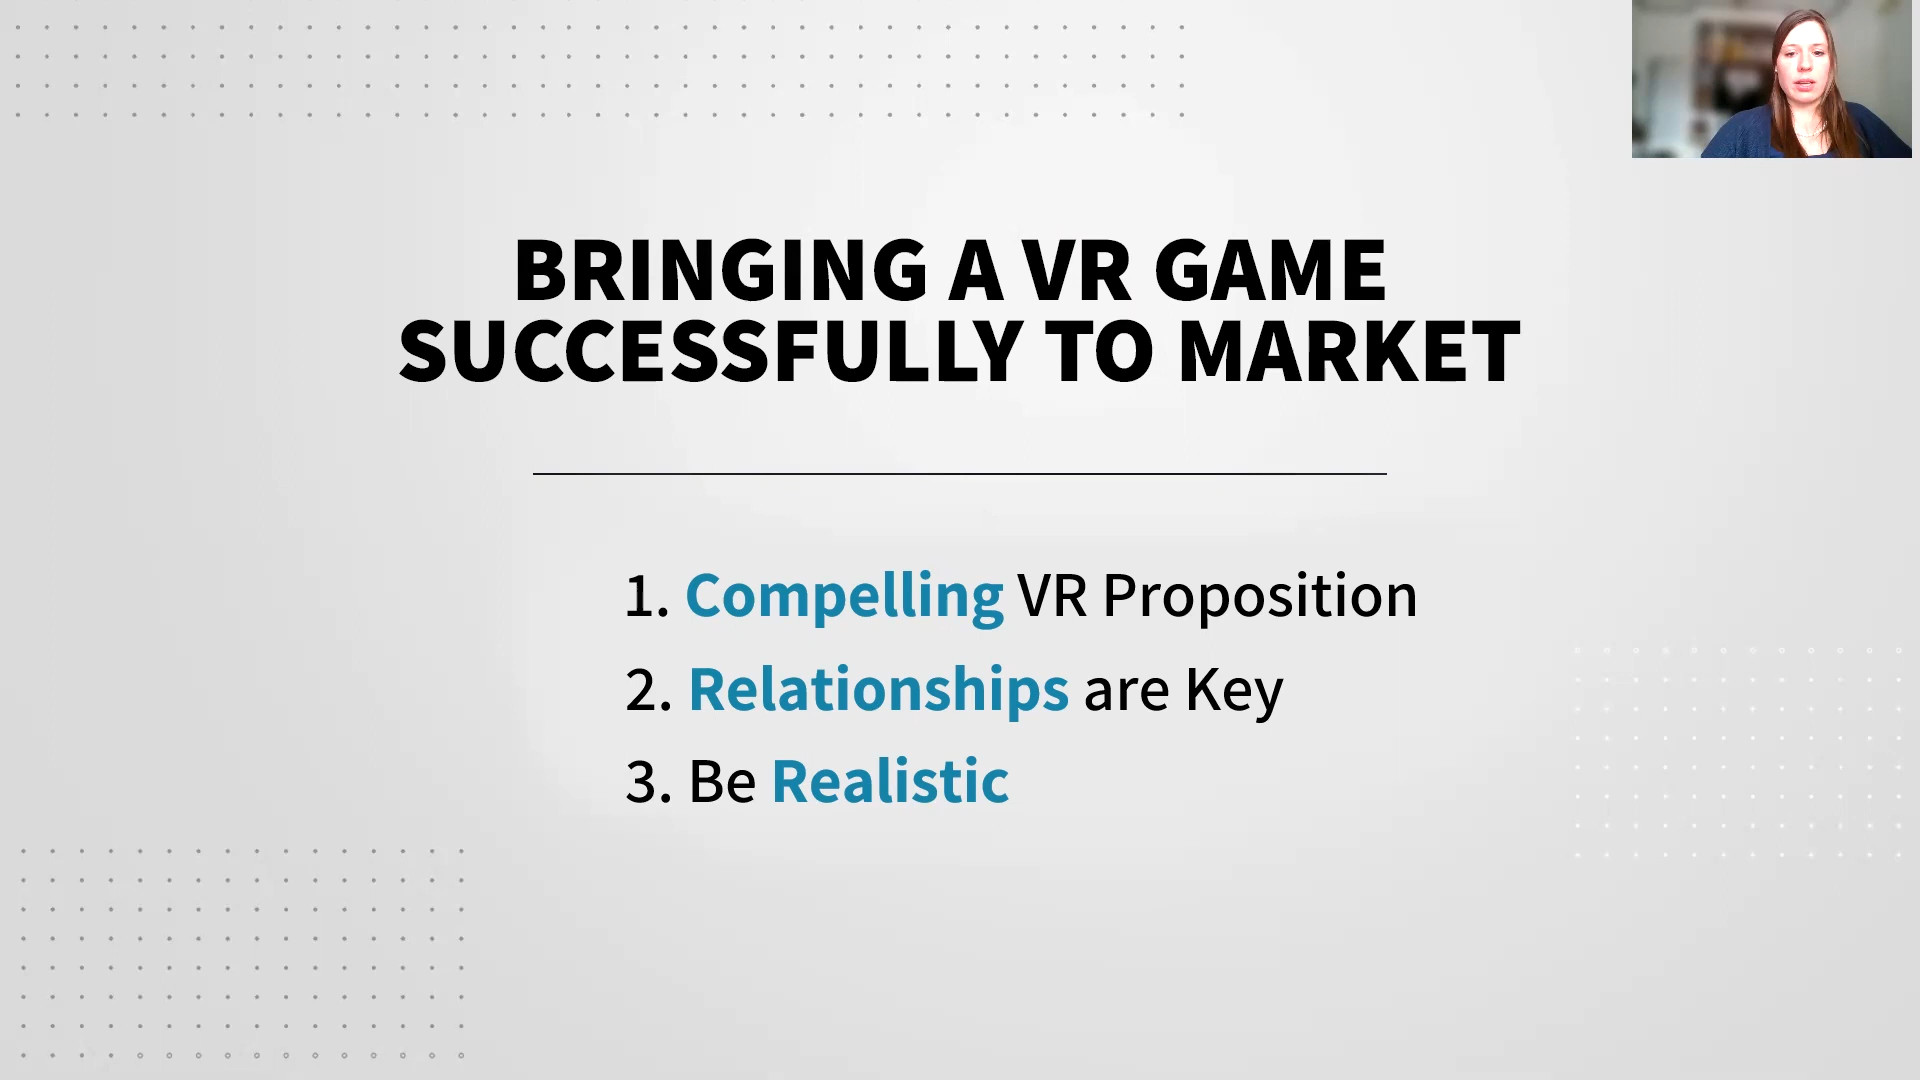 BRINGING A VR GAME
SUCCESSFULLY TO MARKET
1. Compelling VR Proposition
2. Relationships are Key
3. Be Realistic